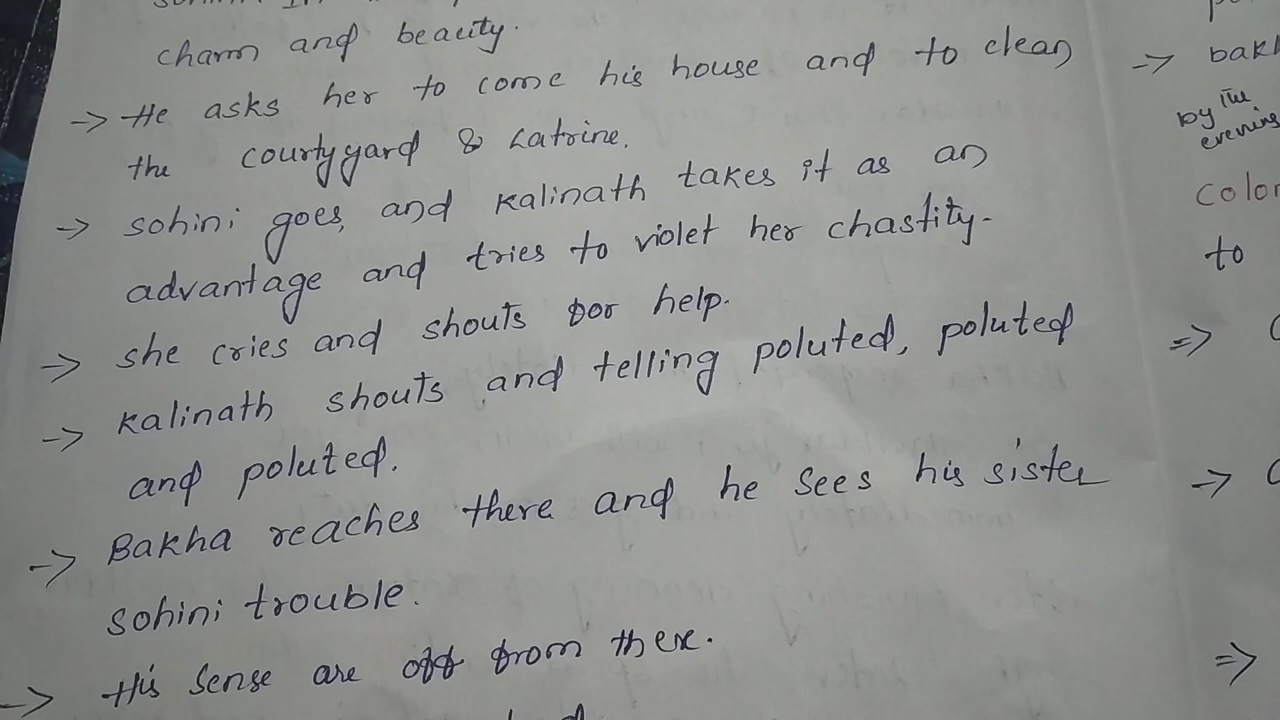 charm and beauty.
-> He asks her to come his house and to clean
the courtyyard & Latrine.
-> sohini goes, and Kalinath takes it as an
advantage and tries to violet her chastity.
-> she cries and shouts for help.
-> Kalinath shouts and telling poluted, poluted
and poluted.
-> Bakha reaches there and he sees his sister
sohini trouble.
-> His sense are off from there.
->
by the
evening
to
=>
->
=>